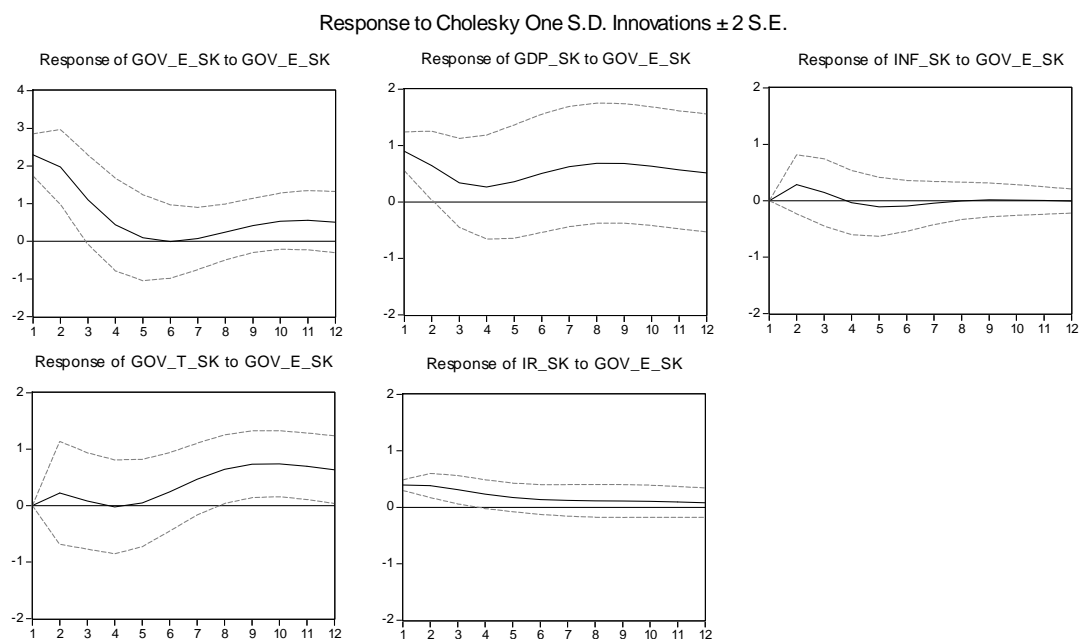 Response to Cholesky One S.D. Innovations ± 2 S.E.
Response of GOV_E_SK to GOV_E_SK
4
3
2
1
0
-1
-2
1 2 3 4 5 6 7 8 9 10 11 12
Response of GDP_SK to GOV_E_SK
2
1
0
-1
-2
1 2 3 4 5 6 7 8 9 10 11 12
Response of INF_SK to GOV_E_SK
2
1
0
-1
-2
1 2 3 4 5 6 7 8 9 10 11 12
Response of GOV_T_SK to GOV_E_SK
2
1
0
-1
-2
1 2 3 4 5 6 7 8 9 10 11 12
Response of IR_SK to GOV_E_SK
2
1
0
-1
-2
1 2 3 4 5 6 7 8 9 10 11 12